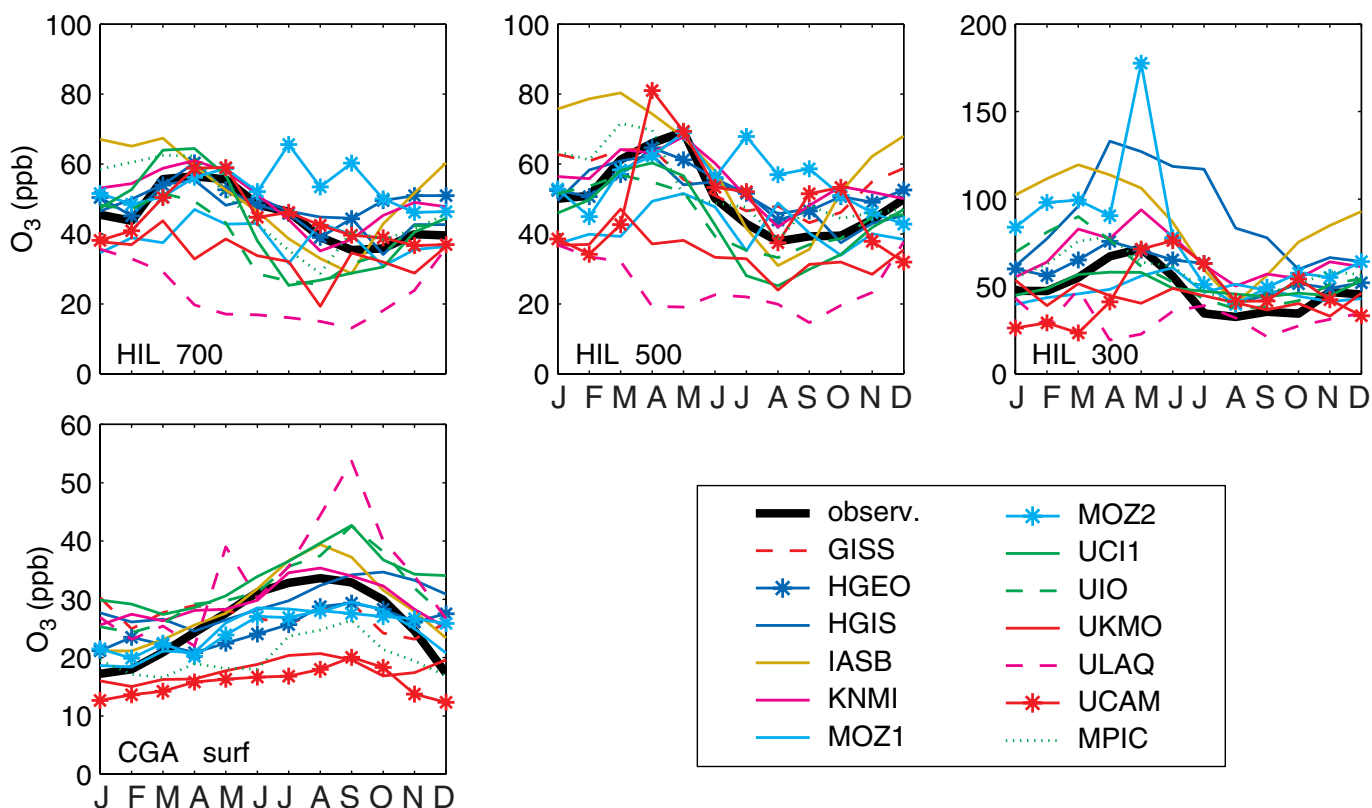 100
80
60
40
20
0
O3 (ppb)
HIL 700
100
80
60
40
20
0
HIL 500
J F M A M J J A S O N D
200
150
100
50
0
HIL 300
J F M A M J J A S O N D
60
50
40
30
20
10
0
O3 (ppb)
CGA surf
J F M A M J J A S O N D
observ.
GISS
HGEO
HGIS
IASB
KNMI
MOZ1
MOZ2
UCI1
UIO
UKMO
ULAQ
UCAM
MPIC